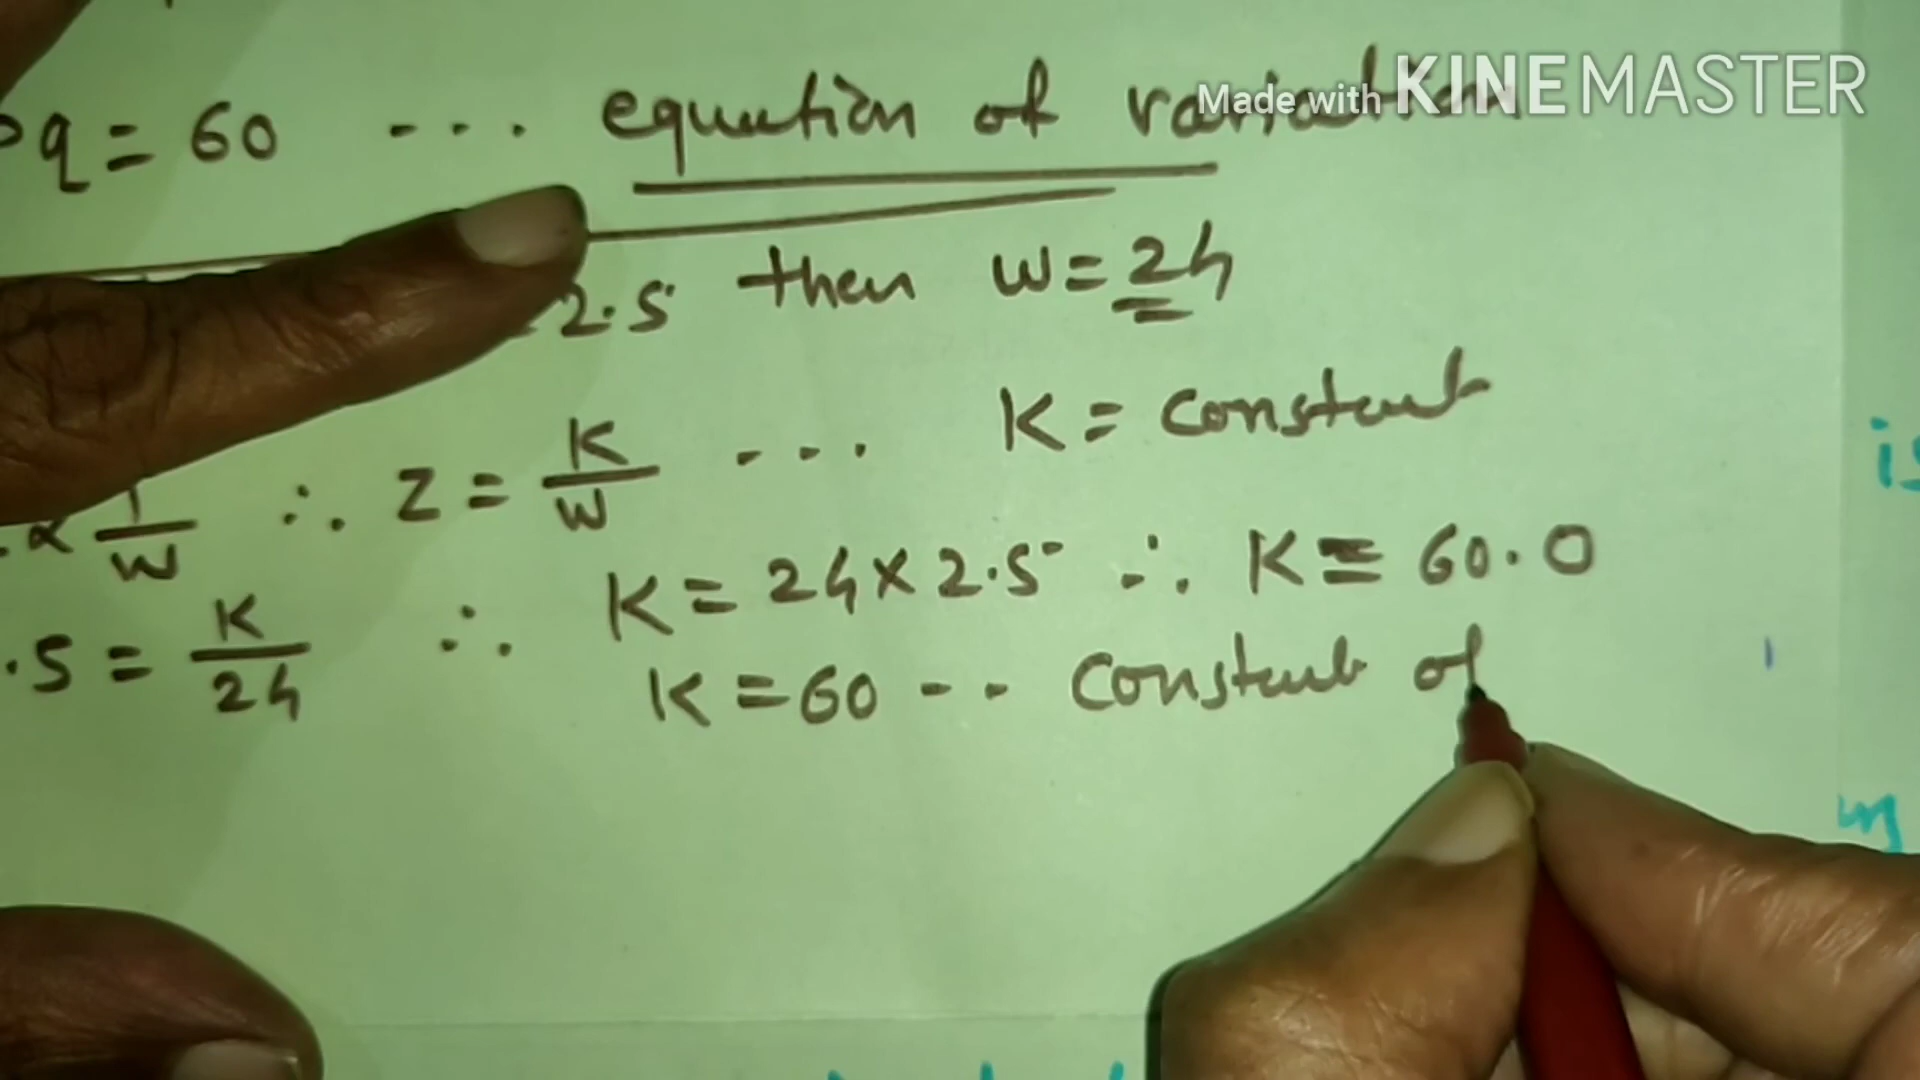 Made with KINEMASTER
q = 60 --- equation of variation
2.5 then w = 24
K = constant
∝ 1/w ∴ z = K/w ...
K = 24 x 2.5 ∴ K = 60.0
.5 = K/24 ∴
K = 60 -- Constant of